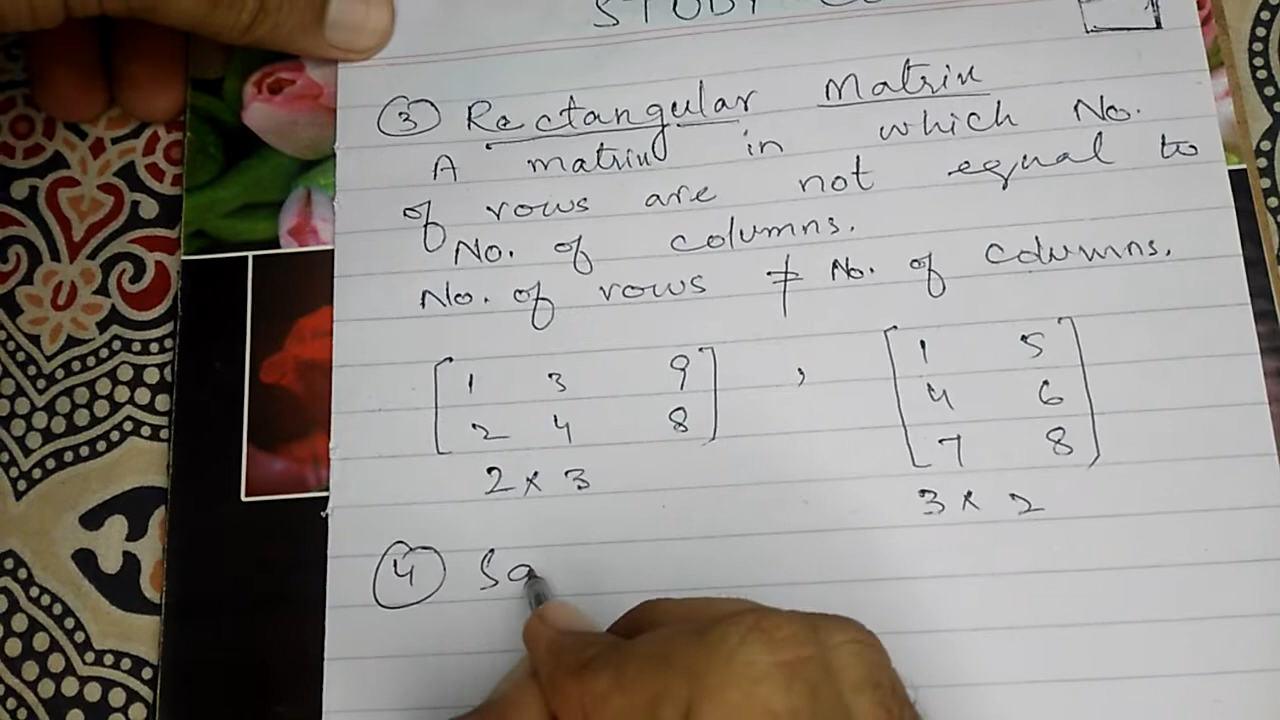 ③ Rectangular Matrix
A matrix in which No.
of rows are not equal to
No. of columns.
No. of rows ≠ No. of columns.
[1 3 9 , [1 5
2 4 8] 4 6
7 8]
2 × 3 3 × 2
④ S